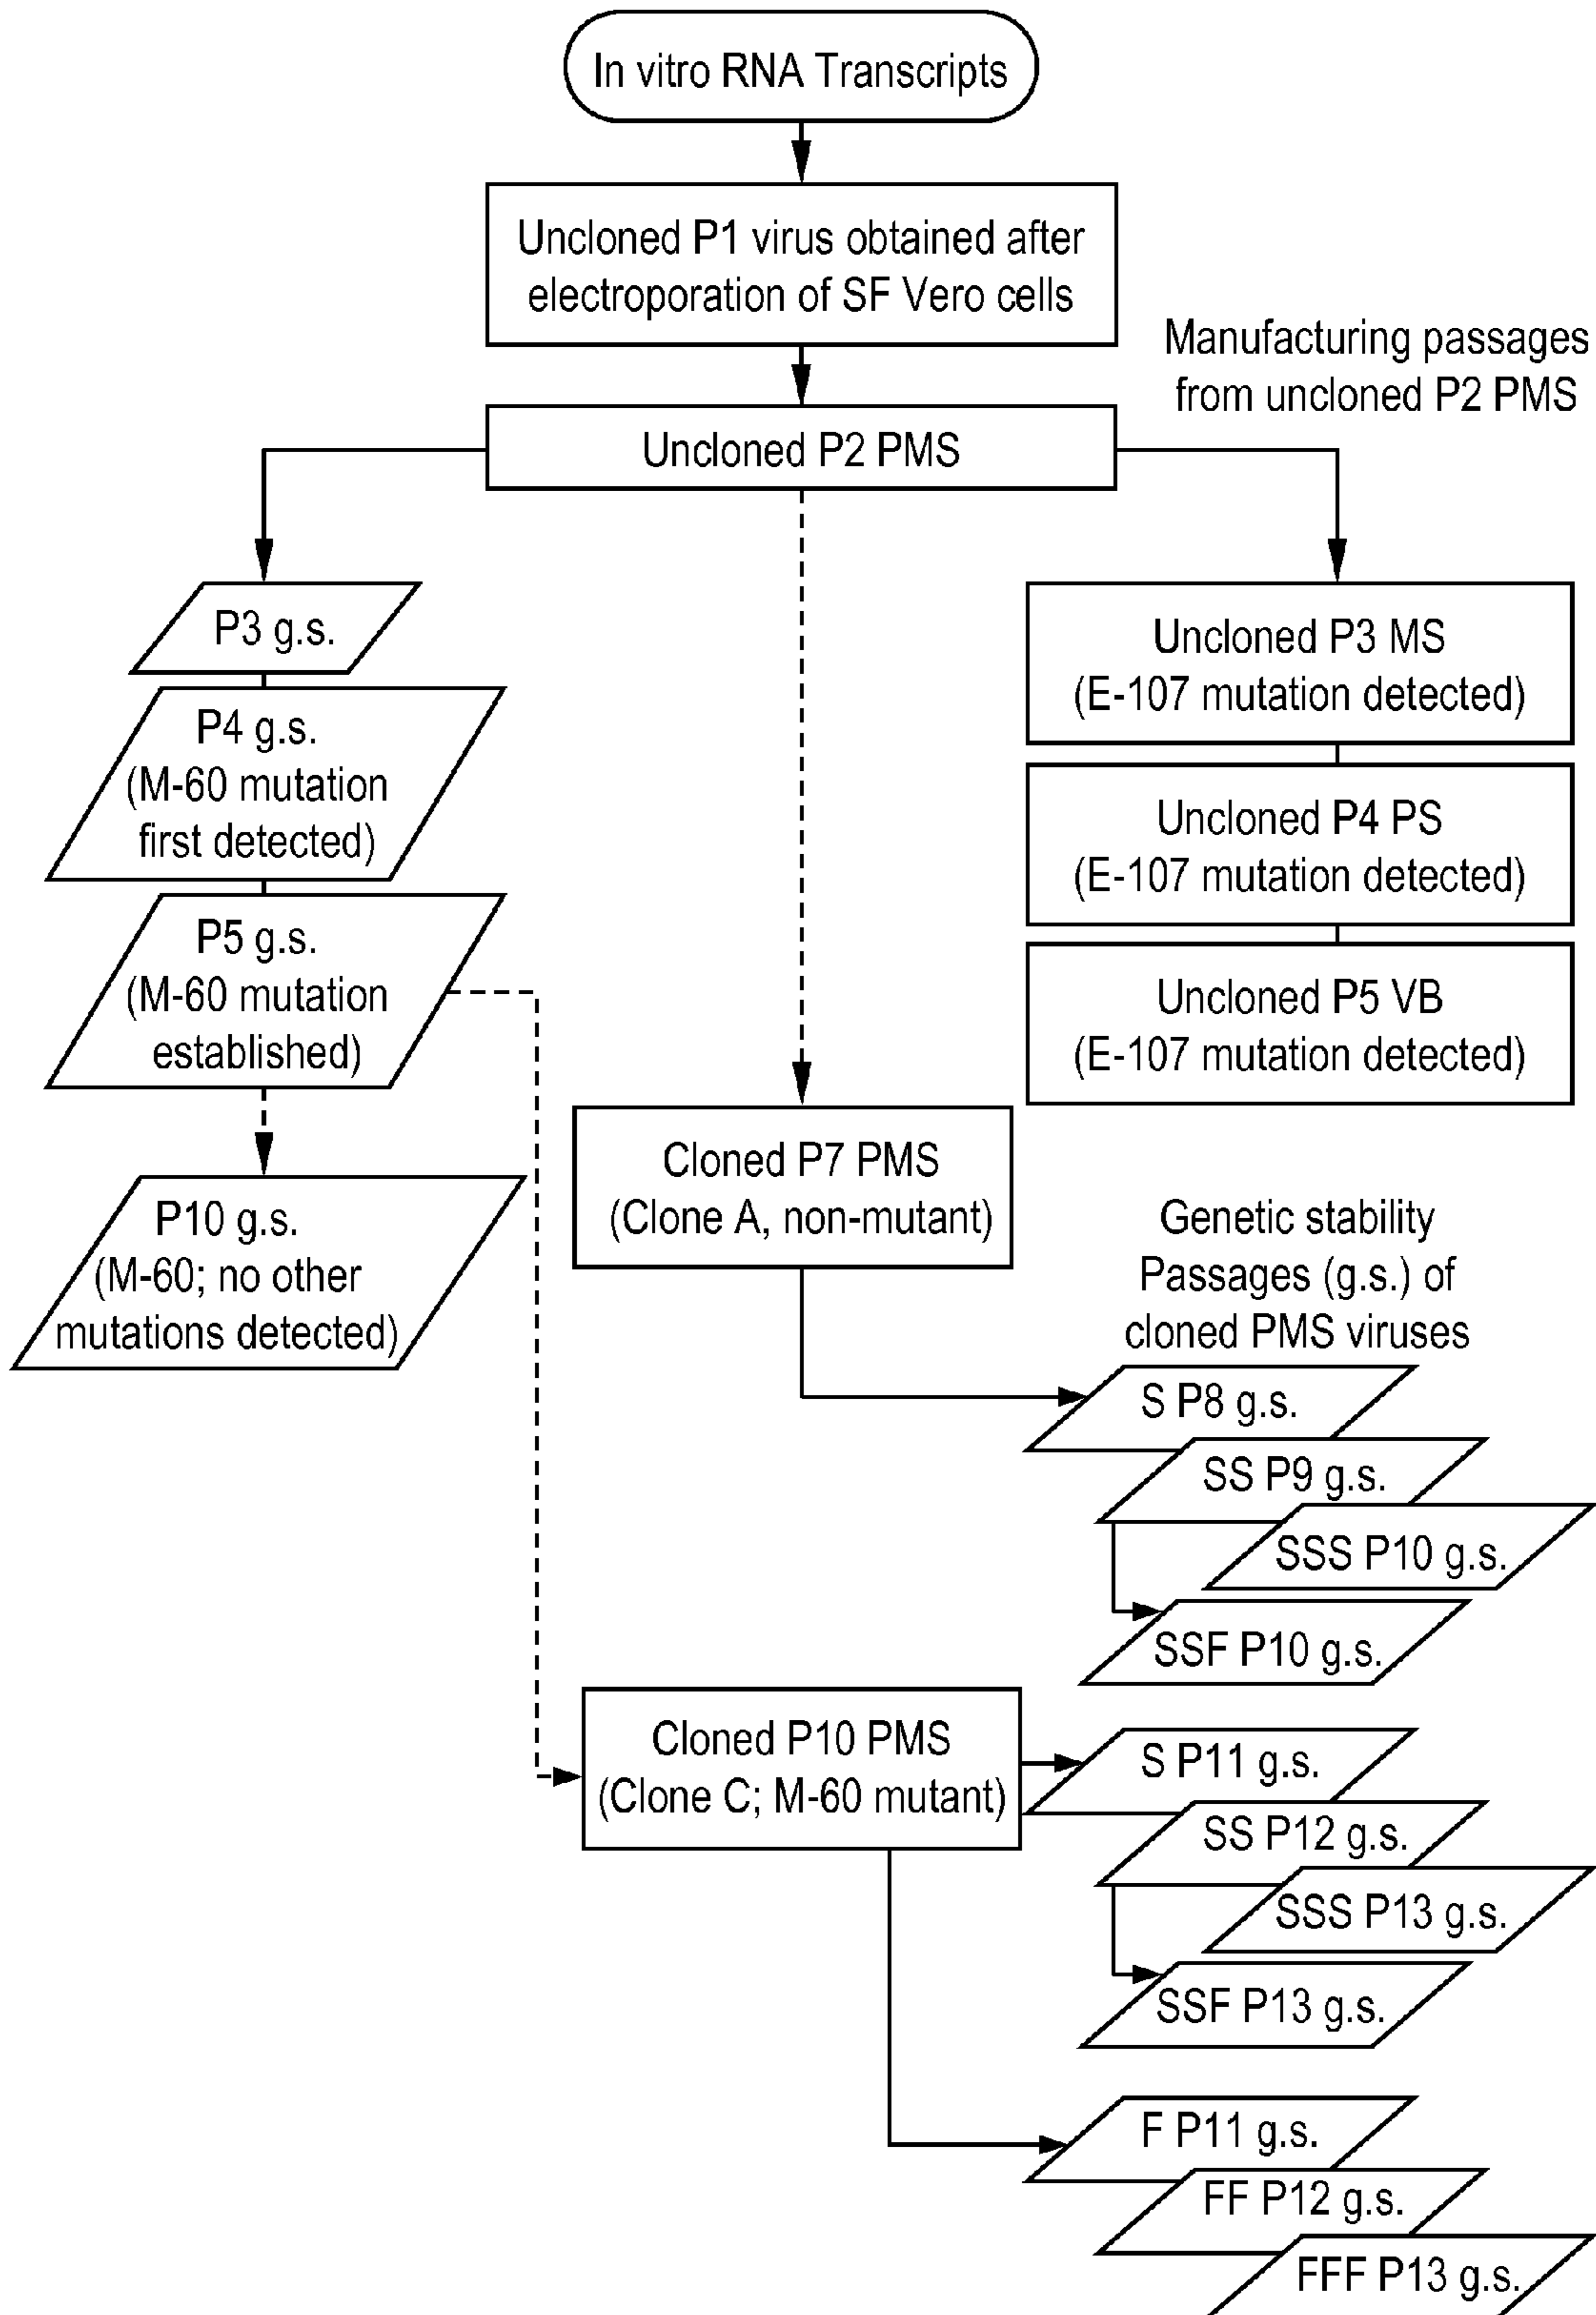 In vitro RNA Transcripts
Uncloned P1 virus obtained after
electroporation of SF Vero cells
Manufacturing passages
from uncloned P2 PMS
Uncloned P2 PMS
P3 g.s.
P4 g.s.
(M-60 mutation
first detected)
P5 g.s.
(M-60 mutation
established)
P10 g.s.
(M-60; no other
mutations detected)
Uncloned P3 MS
(E-107 mutation detected)
Uncloned P4 PS
(E-107 mutation detected)
Uncloned P5 VB
(E-107 mutation detected)
Cloned P7 PMS
(Clone A, non-mutant)
Genetic stability
Passages (g.s.) of
cloned PMS viruses
S P8 g.s.
SS P9 g.s.
SSS P10 g.s.
SSF P10 g.s.
Cloned P10 PMS
(Clone C; M-60 mutant)
S P11 g.s.
SS P12 g.s.
SSS P13 g.s.
SSF P13 g.s.
F P11 g.s.
FF P12 g.s.
FFF P13 g.s.